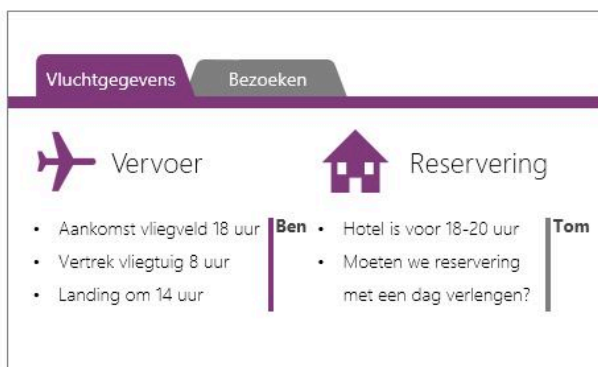 Vluchtgegevens
Bezoeken
Vervoer
• Aankomst vliegveld 18 uur
• Vertrek vliegtuig 8 uur
• Landing om 14 uur
Ben
Reservering
• Hotel is voor 18-20 uur
• Moeten we reservering
met een dag verlengen?
Tom